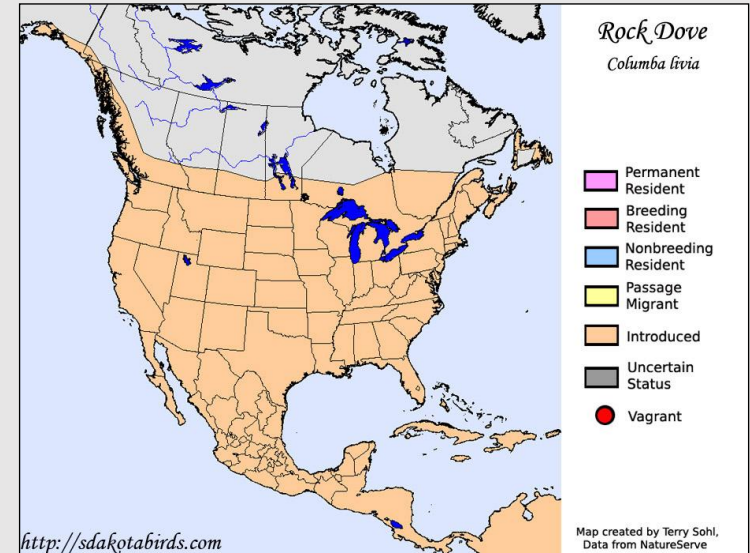 Rock Dove
Columba livia
Permanent
Resident
Breeding
Resident
Nonbreeding
Resident
Passage
Migrant
Introduced
Uncertain
Status
Vagrant
http://sdakotabirds.com
Map created by Terry Sohl,
Data from NatureServe